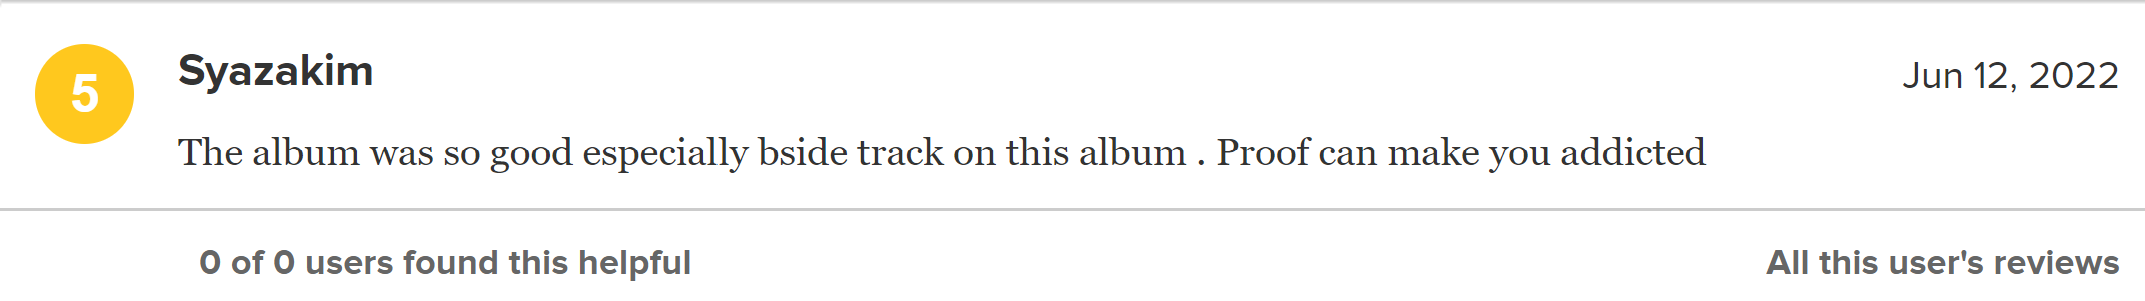 5
Syazakim
Jun 12, 2022
The album was so good especially bside track on this album . Proof can make you addicted
0 of 0 users found this helpful
All this user's reviews